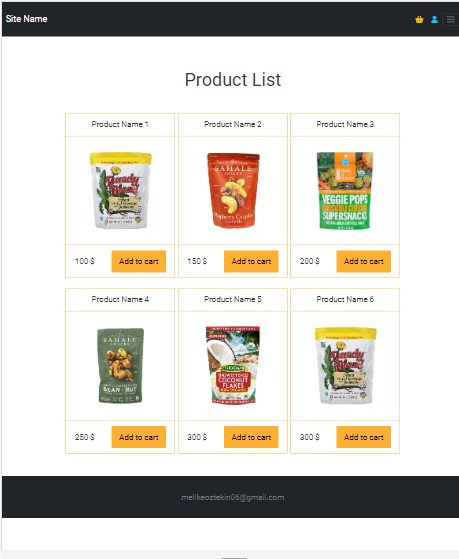 Site Name
Product List
Product Name 1
Product Name 2
Product Name 3
SAHALE
SNACKS
VEGGIE POPS
SUPERSNACKS
100 $
Add to cart
150 $
Add to cart
200 $
Add to cart
Product Name 4
Product Name 5
Product Name 6
SAHALE
SNACKS
BEAN + NUT
UNSWEETENED
COCONUT
FLAKES
250 $
Add to cart
300 $
Add to cart
300 $
Add to cart
melikeoztekin06@gmail.com